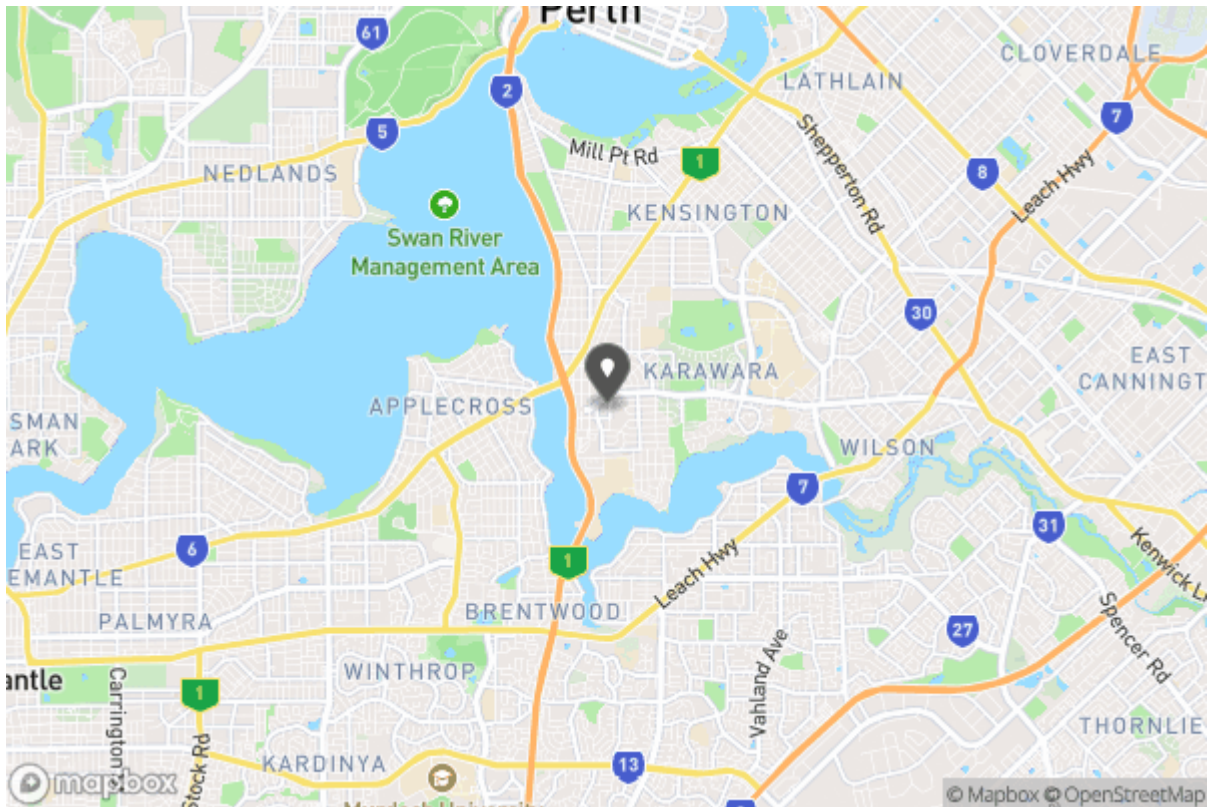 Perth
61
CLOVERDALE
LATHLAIN
2
7
5
Mill Pt Rd
1
Shepperton Rd
8
Leach Hwy
NEDLANDS
KENSINGTON
Swan River
Management Area
30
KARAWARA
EAST
CANNINGT
APPLECROSS
SMAN
ARK
WILSON
7
31
6
EAST
EMANTLE
1
Leach Hwy
Kenwick
BRENTWOOD
PALMYRA
27
Spencer Rd
WINTHROP
antle
1
Vahland Ave
Carrington
Stock Rd
THORNLIE
KARDINYA
13
mapbox
Murdoch University
© Mapbox © OpenStreetMap